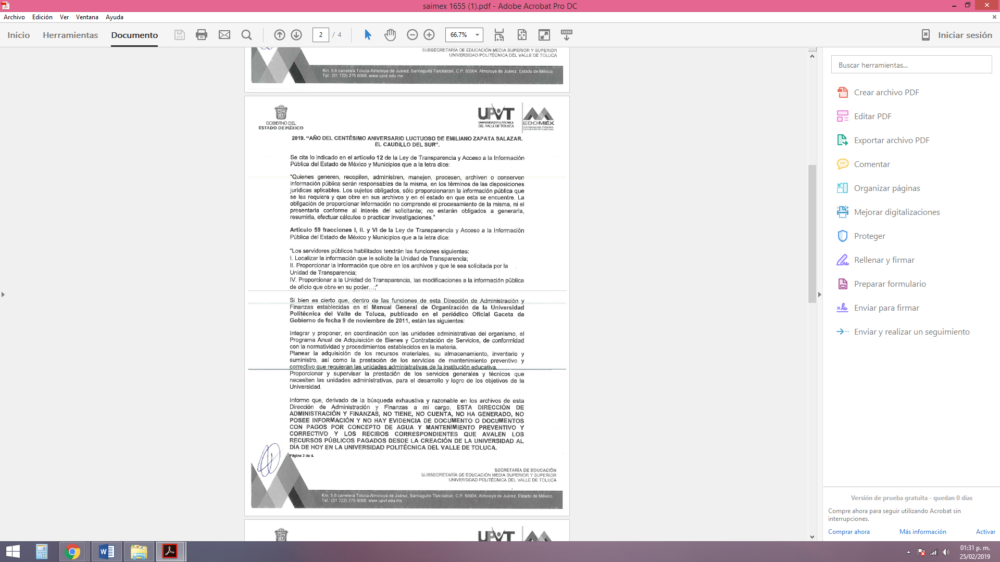 saimex 1655 (1).pdf - Adobe Acrobat Pro DC
Archivo Edición Ver Ventana Ayuda
Inicio Herramientas Documento 2 / 4 66.7% Iniciar sesión
SUBSECRETARÍA DE EDUCACIÓN MEDIA SUPERIOR Y SUPERIOR
UNIVERSIDAD POLITÉCNICA DEL VALLE DE TOLUCA
Km. 5.6 carretera Toluca-Almoloya de Juárez, Santiaguito Tlalcilalcali, C.P. 50904, Almoloya de Juárez, Estado de México.
Tel.: (01 722) 276 6060. www.upvt.edu.mx
GOBIERNO DEL
ESTADO DE MÉXICO
UPVT
UNIVERSIDAD POLITÉCNICA
DEL VALLE DE TOLUCA
EDOMÉX
DECISIONES FIRMES,
RESULTADOS FUERTES.
2019. “AÑO DEL CENTÉSIMO ANIVERSARIO LUCTUOSO DE EMILIANO ZAPATA SALAZAR.
EL CAUDILLO DEL SUR”.
Se cita lo indicado en el artículo 12 de la Ley de Transparencia y Acceso a la Información
Pública del Estado de México y Municipios que a la letra dice:
“Quienes generen, recopilen, administren, manejen, procesen, archiven o conserven
información pública serán responsables de la misma, en los términos de las disposiciones
jurídicas aplicables. Los sujetos obligados, sólo proporcionaran la información pública que
se les requiera y que obre en sus archivos y en el estado en que esta se encuentre. La
obligación de proporcionar información no comprende el procesamiento de la misma, ni el
presentarla conforme al interés del solicitante; no estarán obligados a generarla,
resumirla, efectuar cálculos o practicar investigaciones.”
Artículo 59 fracciones I, II. y VI de la Ley de Transparencia y Acceso a la Información
Pública del Estado de México y Municipios que a la letra dice:
“Los servidores públicos habilitados tendrán las funciones siguientes:
I. Localizar la información que le solicite la Unidad de Transparencia;
II. Proporcionar la información que obre en los archivos y que le sea solicitada por la
Unidad de Transparencia;
IV. Proporcionar a la Unidad de Transparencia, las modificaciones a la información pública
de oficio que obre en su poder...;”
Si bien es cierto que, dentro de las funciones de esta Dirección de Administración y
Finanzas establecidas en el Manual General de Organización de la Universidad
Politécnica del Valle de Toluca, publicado en el periódico Oficial Gaceta de
Gobierno de fecha 9 de noviembre de 2011, están las siguientes:
Integrar y proponer, en coordinación con las unidades administrativas del organismo, el
Programa Anual de Adquisición de Bienes y Contratación de Servicios, de conformidad
con la normatividad y procedimientos establecidos en la materia.
Planear la adquisición de los recursos materiales, su almacenamiento, inventario y
suministro, así como la prestación de los servicios de mantenimiento preventivo y
correctivo que requieran las unidades administrativas de la institución educativa.
Proporcionar y supervisar la prestación de los servicios generales y técnicos que
necesiten las unidades administrativas, para el desarrollo y logro de los objetivos de la
Universidad.
Informo que, derivado de la búsqueda exhaustiva y razonable en los archivos de esta
Dirección de Administración y Finanzas a mi cargo, ESTA DIRECCIÓN DE
ADMINISTRACIÓN Y FINANZAS, NO TIENE, NO CUENTA, NO HA GENERADO, NO
POSEE INFORMACIÓN Y NO HAY EVIDENCIA DE DOCUMENTO O DOCUMENTOS
CON PAGOS POR CONCEPTO DE AGUA Y MANTENIMIENTO PREVENTIVO Y
CORRECTIVO Y LOS RECIBOS CORRESPONDIENTES QUE AVALEN LOS
RECURSOS PÚBLICOS PAGADOS DESDE LA CREACIÓN DE LA UNIVERSIDAD AL
DÍA DE HOY EN LA UNIVERSIDAD POLITÉCNICA DEL VALLE DE TOLUCA.
Página 2 de 4.
SECRETARÍA DE EDUCACIÓN
SUBSECRETARÍA DE EDUCACIÓN MEDIA SUPERIOR Y SUPERIOR
UNIVERSIDAD POLITÉCNICA DEL VALLE DE TOLUCA
Km. 5.6 carretera Toluca-Almoloya de Juárez, Santiaguito Tlalcilalcali, C.P. 50904, Almoloya de Juárez, Estado de México.
Tel.: (01 722) 276 6060. www.upvt.edu.mx
UPVT
Buscar herramientas...
Crear archivo PDF
Editar PDF
Exportar archivo PDF
Comentar
Organizar páginas
Mejorar digitalizaciones
Proteger
Rellenar y firmar
Preparar formulario
Enviar para firmar
Enviar y realizar un seguimiento
Versión de prueba gratuita - quedan 0 días
Compre ahora para seguir utilizando Acrobat sin
interrupciones.
Comprar ahora Más información Activar
01:31 p. m.
25/02/2019